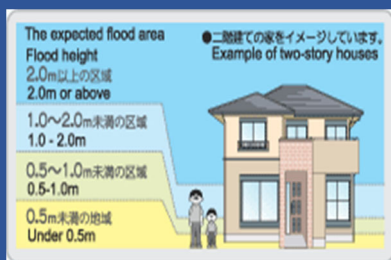 The expected flood area
Flood height
2.0m以上の区域
2.0m or above
1.0～2.0m未満の区域
1.0 - 2.0m
0.5～1.0m未満の区域
0.5-1.0m
0.5m未満の地域
Under 0.5m
●二階建ての家をイメージしています。
Example of two-story houses